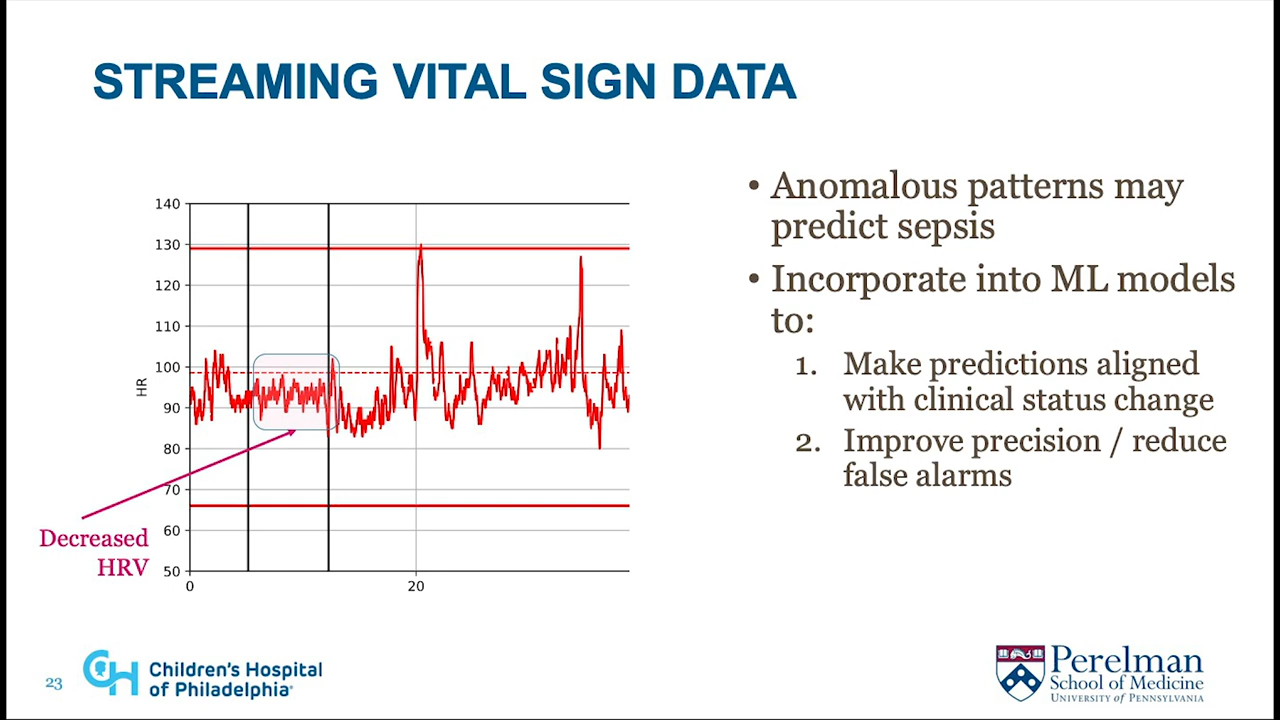 STREAMING VITAL SIGN DATA
140
130
120
110
100
90
80
70
60
50
HR
0
20
Decreased
HRV
• Anomalous patterns may
predict sepsis
• Incorporate into ML models
to:
1. Make predictions aligned
with clinical status change
2. Improve precision / reduce
false alarms
23
CH
Children's Hospital
of Philadelphia
Perelman
School of Medicine
University of Pennsylvania